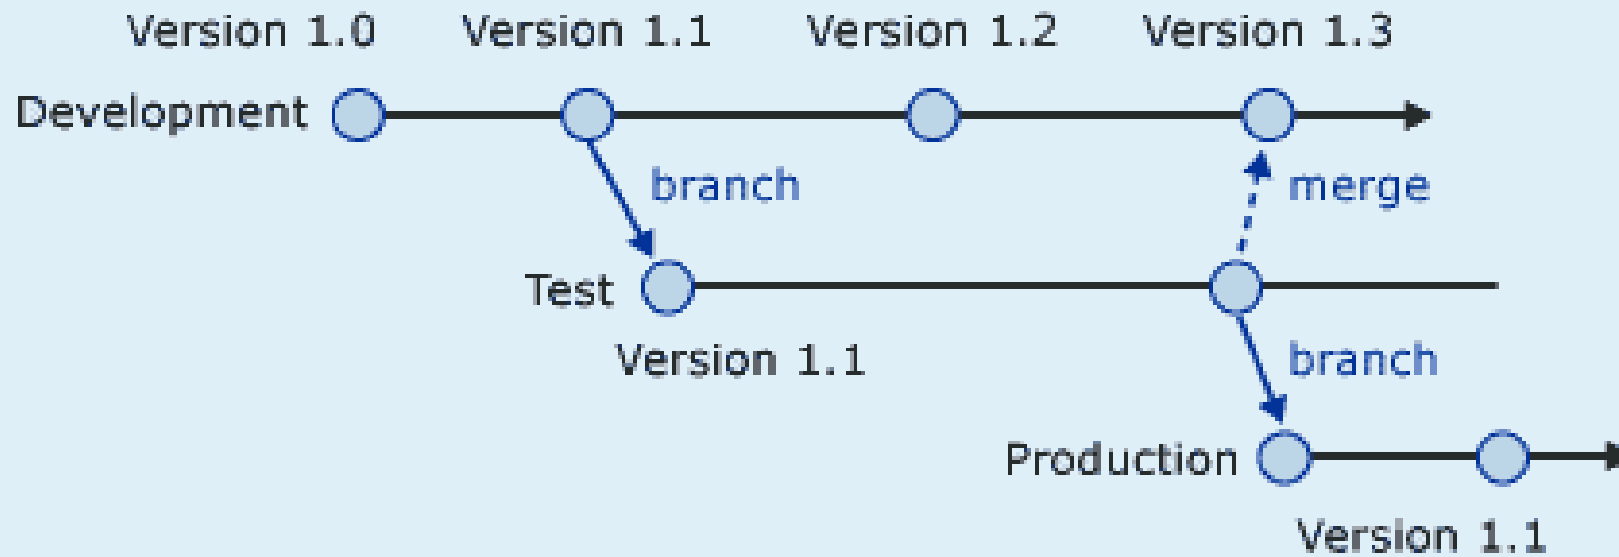 Version 1.0 Version 1.1 Version 1.2 Version 1.3
Development
branch merge
Test
Version 1.1 branch
Production
Version 1.1